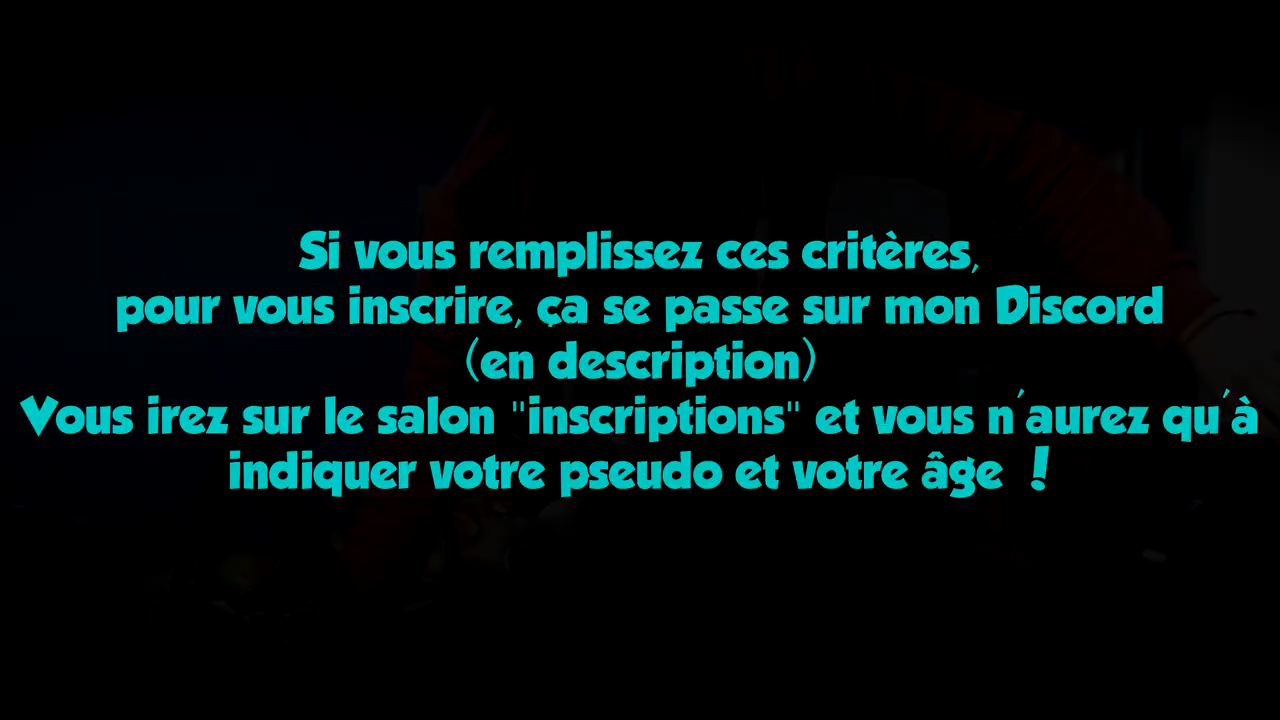 Si vous remplissez ces critères,
pour vous inscrire, ça se passe sur mon Discord
(en description)
Vous irez sur le salon "inscriptions" et vous n'aurez qu'à
indiquer votre pseudo et votre âge !